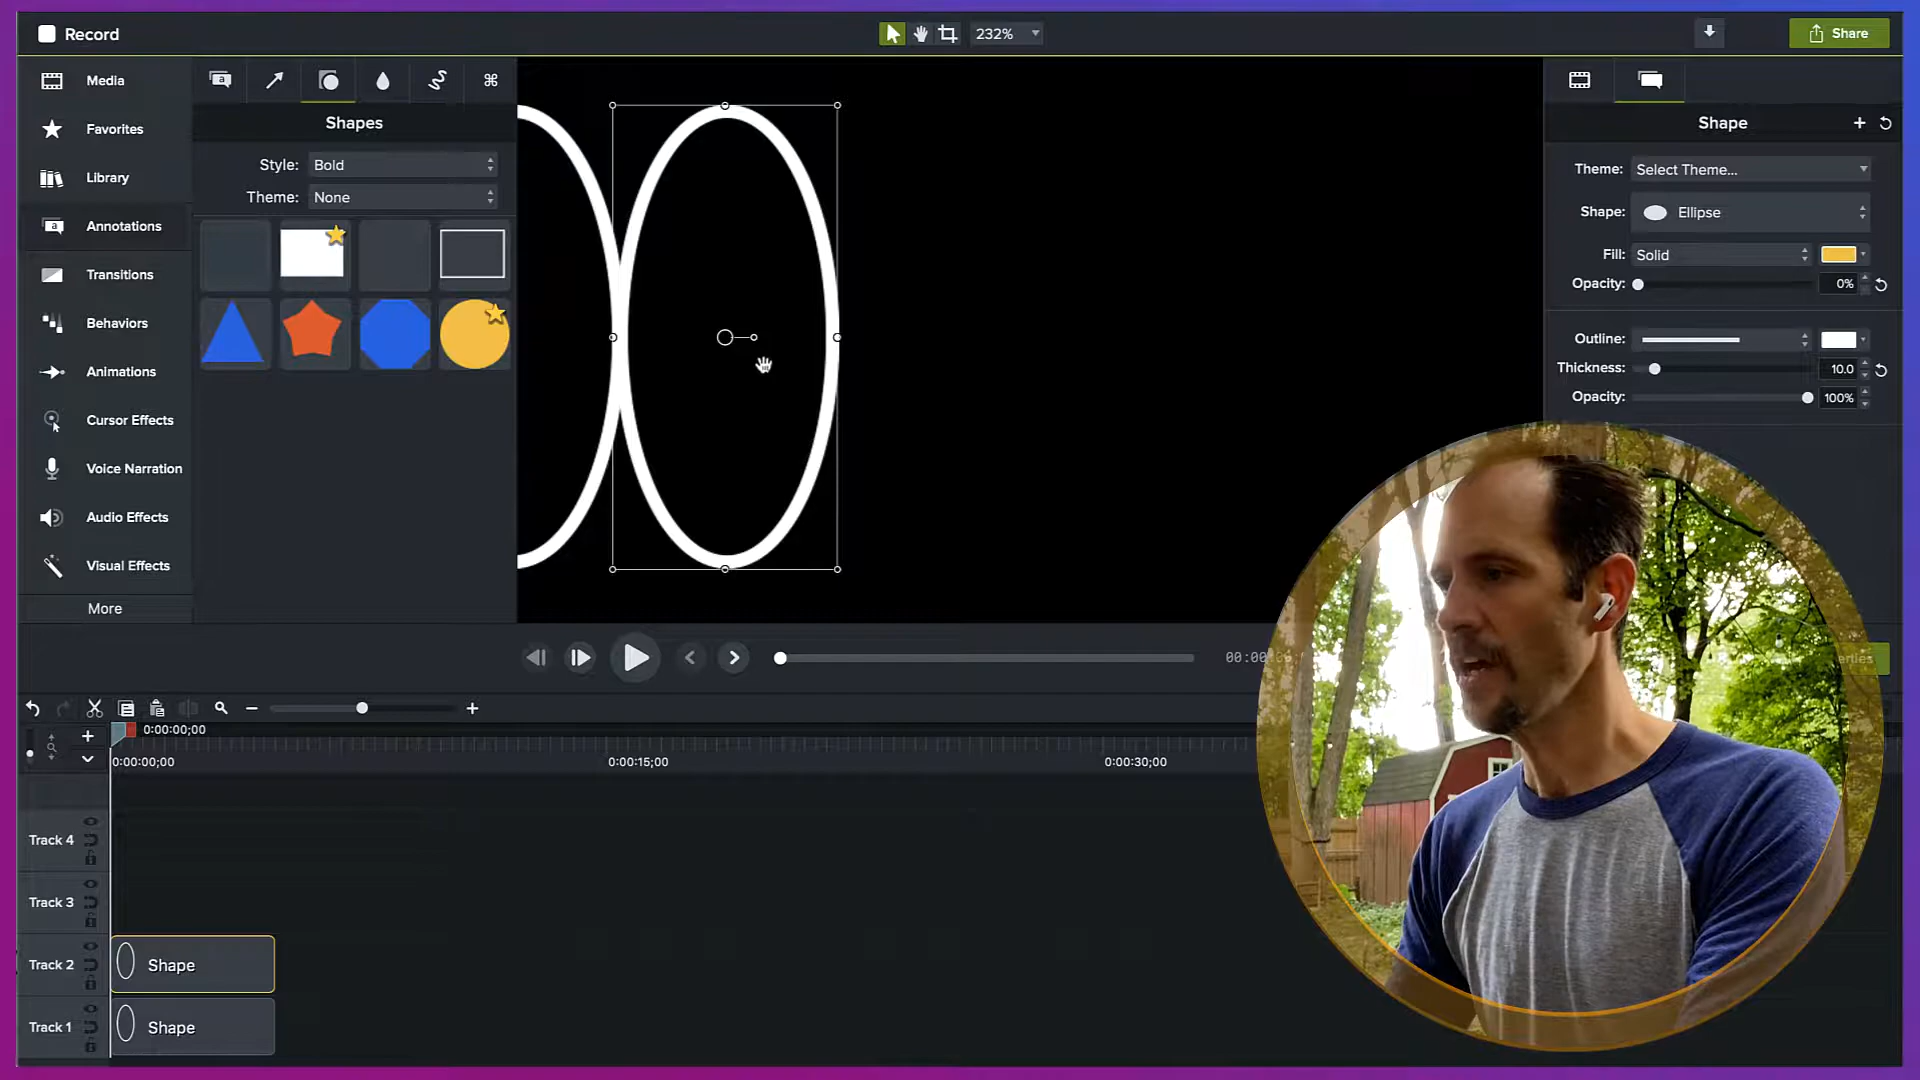 Record
232%
Share
Media
Favorites
Library
Annotations
Transitions
Behaviors
Animations
Cursor Effects
Voice Narration
Audio Effects
Visual Effects
More
a
Shapes
Style: Bold
Theme: None
Shape
Theme: Select Theme...
Shape: Ellipse
Fill: Solid
Opacity: 0%
Outline:
Thickness: 10.0
Opacity: 100%
0:00:00;00
0:00:00;00
0:00:15;00
0:00:30;00
Track 4
Track 3
Track 2
Shape
Track 1
Shape